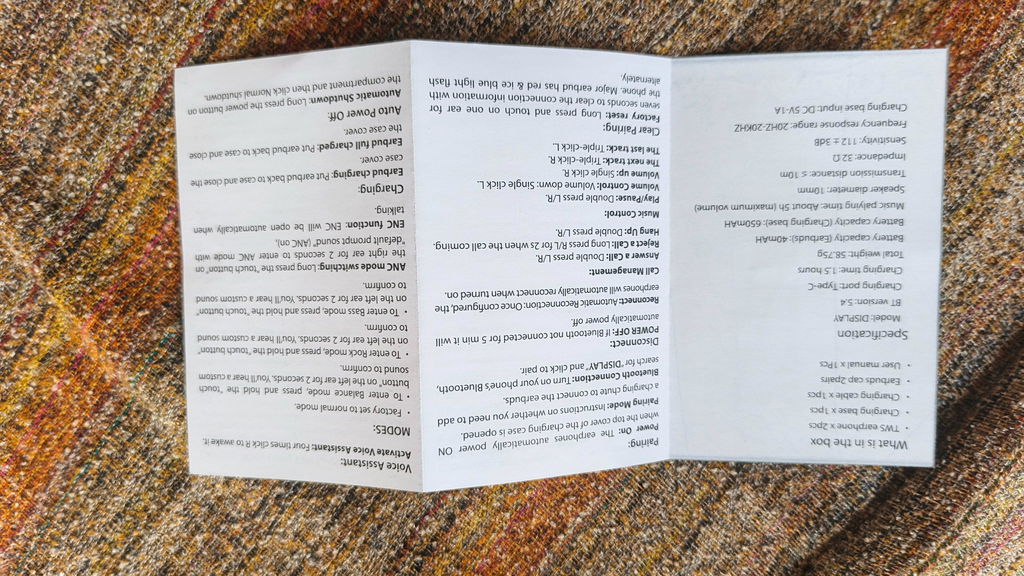 What is in the box
• TWS earphone x 2pcs
• Charging base x 1pcs
• Charging cable x 1pcs
• Earbuds cap 2pairs
• User manual x 1Pcs
Specification
Model: DISPLAY
BT version: 5.4
Charging port: Type-C
Charging time: 1.5 hours
Total weight: 58.75g
Battery capacity (Earbuds): 40mAH
Battery capacity (Charging base): 650mAH
Music palying time: About 5h (maximum volume)
Speaker diameter: 10mm
Transmission distance: ≤ 10m
Impedance: 32 Ω
Sensitivity: 112 ± 3dB
Frequency response range: 20HZ-20KHZ
Charging base input: DC 5V-1A
Pairing:
Power On: The earphones automatically power ON
when the top cover of the charging case is opened.
Pairing Mode: Instructions on whether you need to add
a charging chute to connect the earbuds.
Bluetooth Connection: Turn on your phone's Bluetooth,
search for "DISPLAY", and click to pair.
Disconnect:
POWER OFF: If Bluetooth not connected for 5 min it will
automatically power off.
Reconnect: Automatic Reconnection: Once configured, the
earphones will automatically reconnect when turned on.
Call Management:
Answer a Call: Double press L/R.
Reject a Call: Long press R/L for 2s when the call coming.
Hang Up: Double press L/R.
Music Control:
Play/Pause: Double press L/R.
Volume Control: Volume down: Single click L
Volume up: Single click R.
The next track: Triple-click R.
The last track: Triple-click L.
Clear Pairing:
Factory reset: Long press and touch on one ear for
seven seconds to clear the connection information with
the phone. Major earbud has red & ice blue light flash
alternately.
Voice Assistant:
Activate Voice Assistant: Four times click R to awake it.
MODES:
• Factory set to normal mode.
• To enter Balance mode, press and hold the "touch
button" on the left ear for 2 seconds. You'll hear a custom
sound to confirm.
• To enter Rock mode, press and hold the "touch button"
on the left ear for 2 seconds, You'll hear a custom sound
to confirm.
• To enter Bass mode, press and hold the "touch button"
on the left ear for 2 seconds, You'll hear a custom sound
to confirm.
ANC mode switching: Long press the "touch button" on
the right ear for 2 seconds to enter ANC mode with
"default prompt sound" (ANC on),
ENC function: ENC will be open automatically when
talking.
Charging:
Earbud charging: Put earbud back to case and close the
case cover.
Earbud full charged: Put earbud back to case and close
the case cover.
Auto Power Off:
Automatic Shutdown: Long press the power button on
the compartment and then click Normal shutdown.